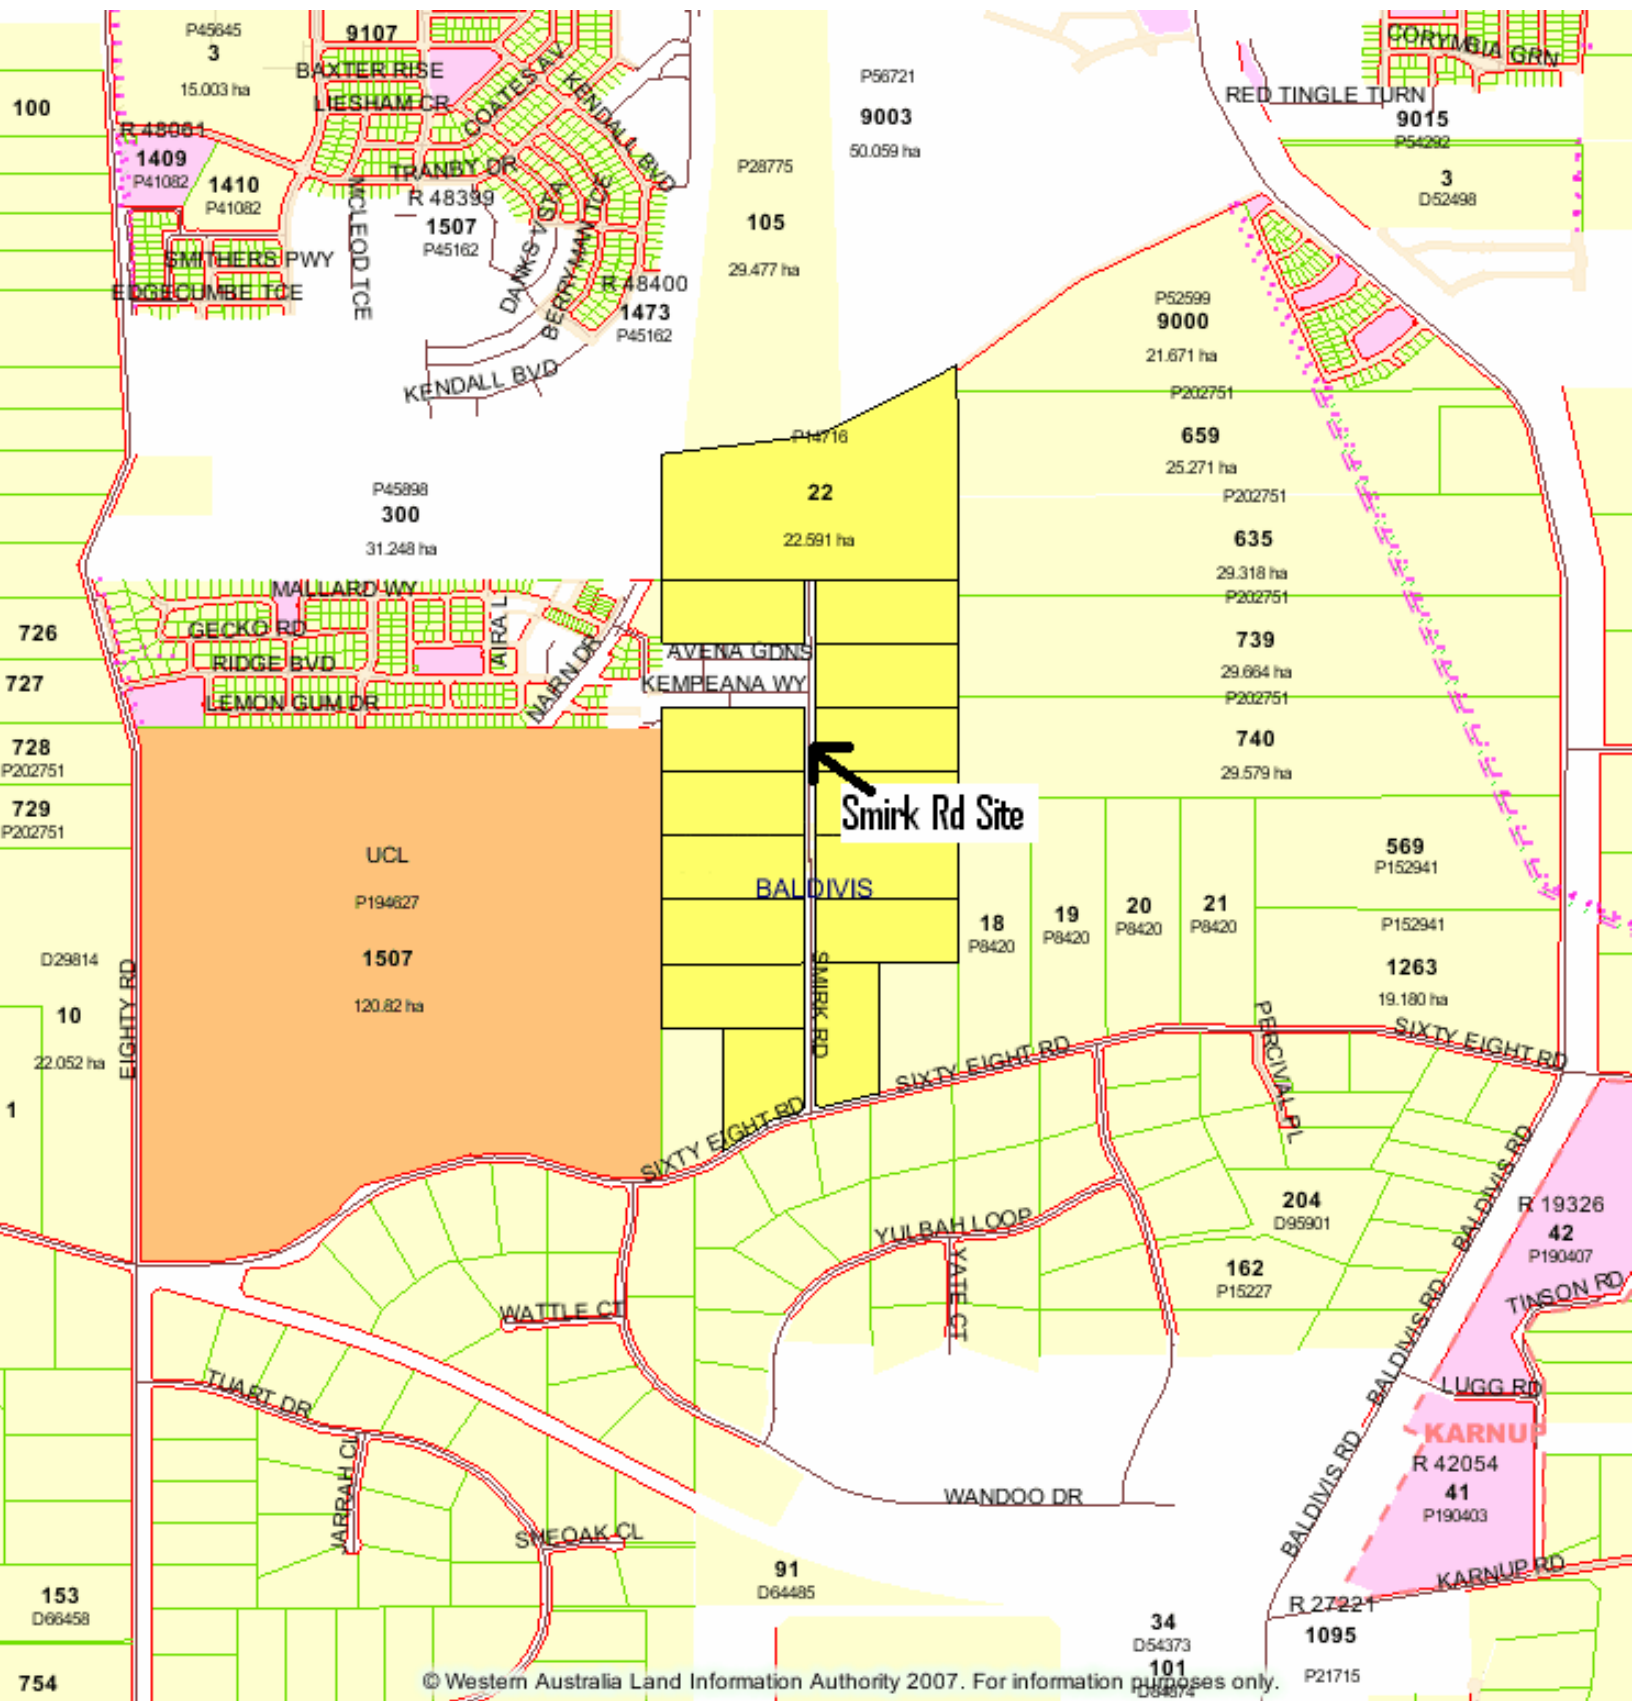 P45645
3
15.003 ha
9107
BAXTER RISE
LIESHAM CR
COATES AV
KENDALL BVD
P56721
9003
50.059 ha
CORYMBIA GRN
RED TINGLE TURN
9015
P54292
3
D52498
100
R 48061
1409
P41082
1410
P41082
TRANBY DR
R 48399
1507
P45162
MCLEOD TCE
DANKS VISTA
BERRYMAN TCE
P28775
105
29.477 ha
SMITHERS PWY
EDGECUMBE TCE
R 48400
1473
P45162
KENDALL BVD
P52599
9000
21.671 ha
P202751
659
25.271 ha
P202751
635
29.318 ha
P202751
739
29.664 ha
P202751
740
29.579 ha
P14716
22
22.591 ha
P45898
300
31.248 ha
MALLARD WY
GECKO RD
RIDGE BVD
LEMON GUM DR
AIRA L
NAIRN DR
AVENA GDNS
KEMPEANA WY
726
727
728
P202751
729
P202751
Smirk Rd Site
UCL
P194627
1507
120.82 ha
BALDIVIS
SMIRK RD
18
P8420
19
P8420
20
P8420
21
P8420
569
P152941
P152941
1263
19.180 ha
D29814
10
22.052 ha
EIGHTY RD
1
SIXTY EIGHT RD
SIXTY EIGHT RD
SIXTY EIGHT RD
PERCIVAL PL
BALDIVIS RD
204
D95901
162
P15227
YULBAH LOOP
YATE CT
WATTLE CT
R 19326
42
P190407
TINSON RD
BALDIVIS RD
LUGG RD
KARNUP
R 42054
41
P190403
BALDIVIS RD
KARNUP RD
TUART DR
JARRAH CL
SHEOAK CL
WANDOO DR
91
D64485
153
D66458
754
34
D54373
101
D84874
R 27221
1095
P21715
© Western Australia Land Information Authority 2007. For information purposes only.